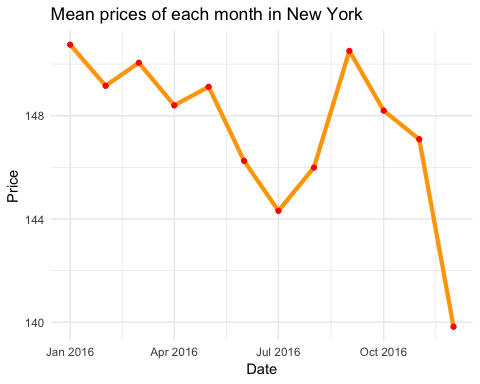 Mean prices of each month in New York
Price
148
144
140
Jan 2016
Apr 2016
Jul 2016
Oct 2016
Date